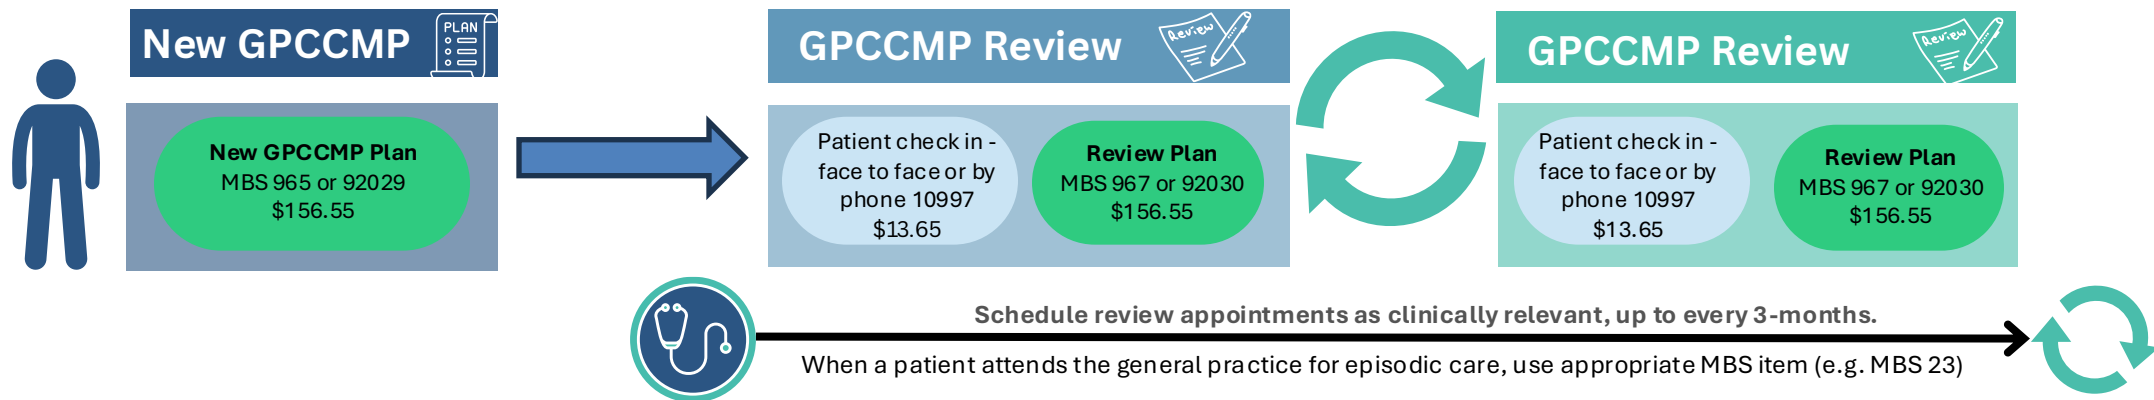 New GPCCMP
PLAN
New GPCCMP Plan
MBS 965 or 92029
$156.55
GPCCMP Review
Review
Patient check in -
face to face or by
phone 10997
$13.65
Review Plan
MBS 967 or 92030
$156.55
GPCCMP Review
Review
Patient check in -
face to face or by
phone 10997
$13.65
Review Plan
MBS 967 or 92030
$156.55
Schedule review appointments as clinically relevant, up to every 3-months.
When a patient attends the general practice for episodic care, use appropriate MBS item (e.g. MBS 23)